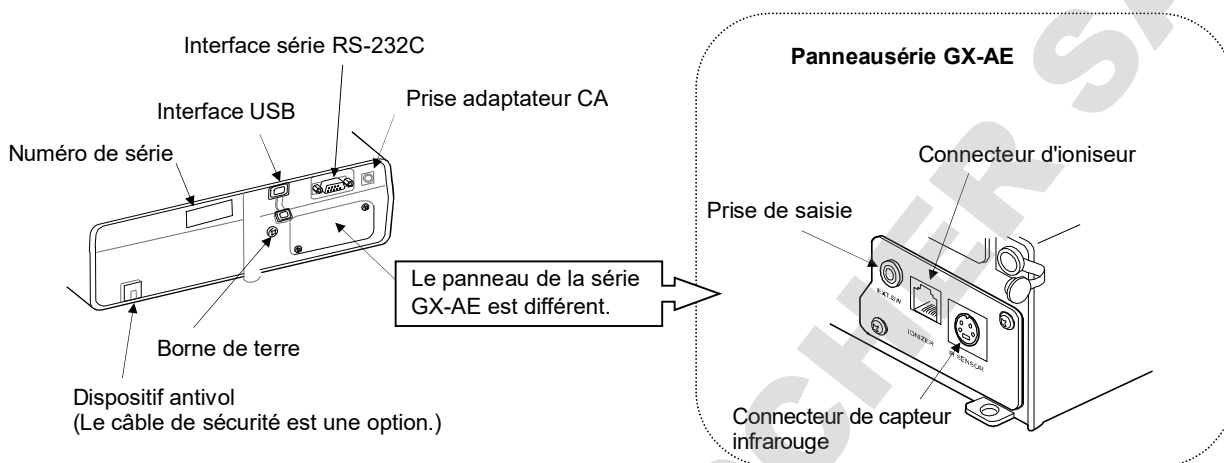 Interface série RS-232C
Prise adaptateur CA
Interface USB
Numéro de série
Le panneau de la série
GX-AE est différent.
Borne de terre
Dispositif antivol
(Le câble de sécurité est une option.)
Panneausérie GX-AE
Connecteur d'ioniseur
Prise de saisie
EXT.SW
IONIZER
IR SENSOR
Connecteur de capteur
infrarouge